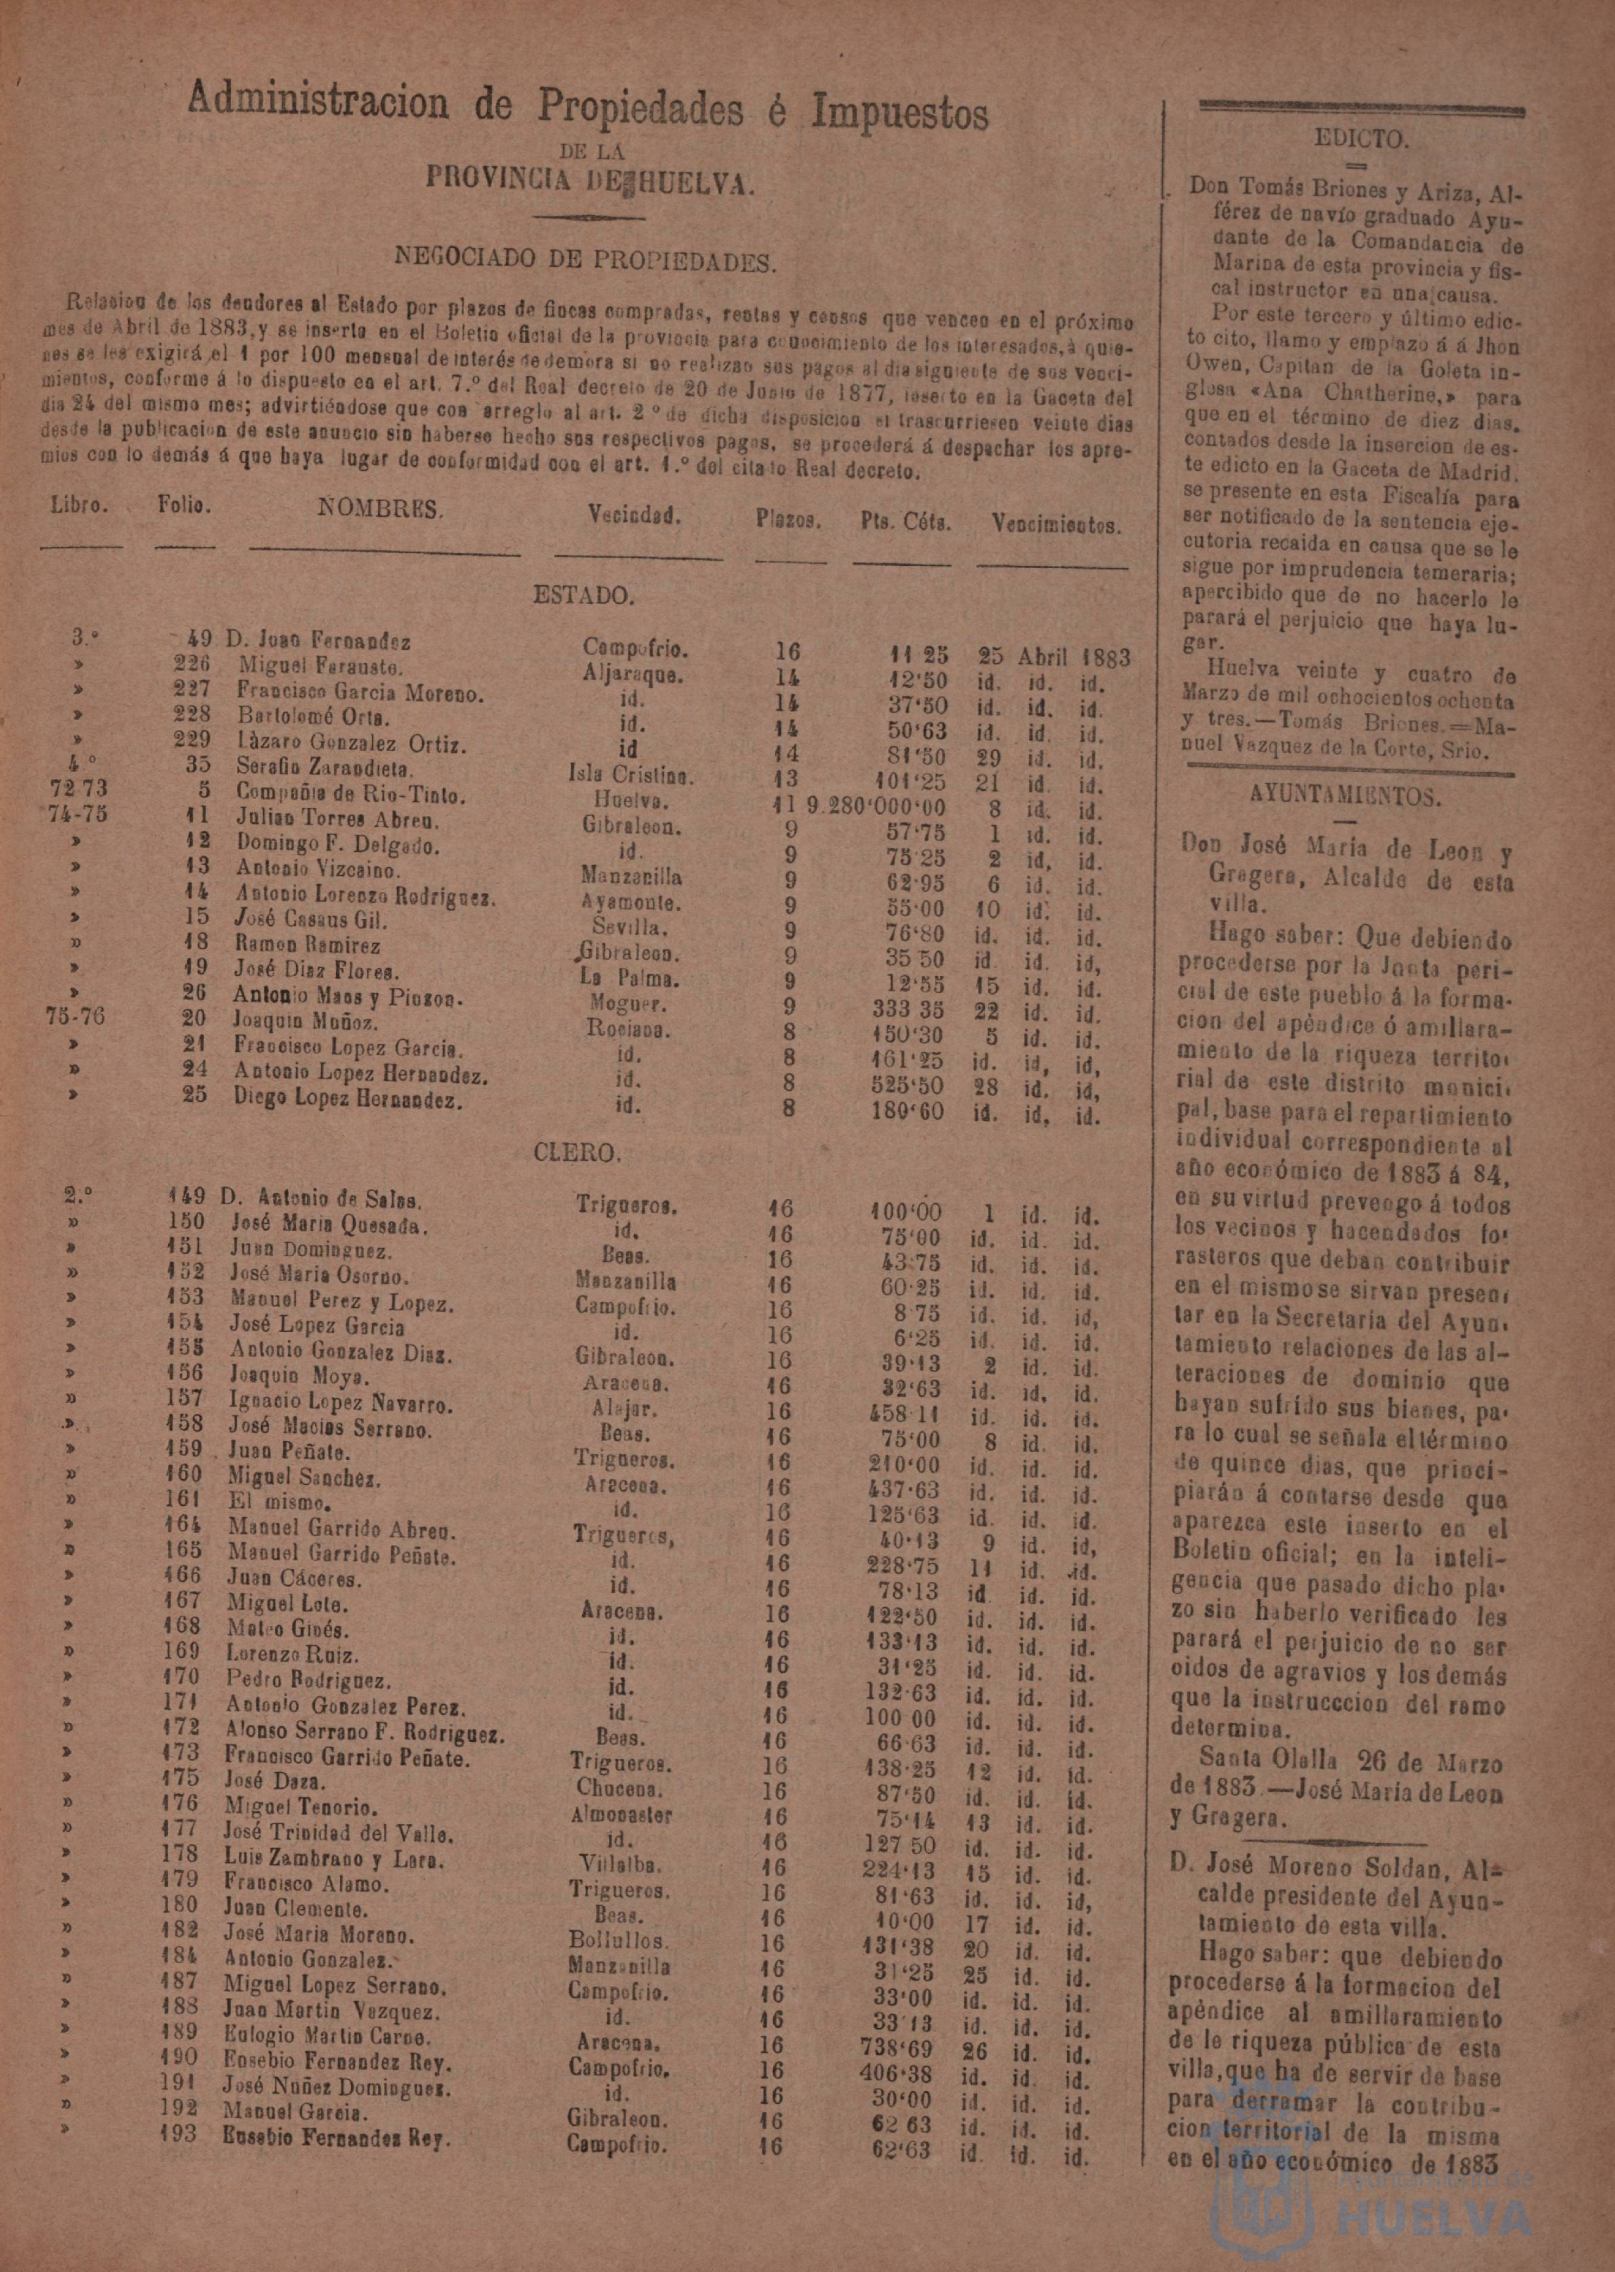 Administracion de Propiedades é Impuestos
DE LA
PROVINCIA DE HUELVA.
NEGOCIADO DE PROPIEDADES.
Relasion de los deudores al Estado por plazos de fincas compradas, rentas y censos que vencen en el próximo
mes de Abril de 1883, y se inserta en el Boletin oficial de la provincia para conocimiento de los interesados, à quie-
nes se les exigirá el 1 por 100 mensual de interés de demora si no realizan sus pagos al dia siguiente de sus venci-
mientos, conforme á lo dispuesto en el art. 7.º del Real decreto de 20 de Junio de 1877, inserto en la Gaceta del
dia 24 del mismo mes; advirtiéndose que con arreglo al art. 2 º de dicha disposicion si trascurriesen veinte dias
desde la publicacion de este anuncio sin haberse hecho sus respectivos pagos, se procederá á despachar los apre-
mios con lo demás á que haya lugar de conformidad con el art. 1.º del citado Real decreto.
Libro. Folio. NOMBRES. Vecindad. Plazos. Pts. Cénts. Vencimientos.
ESTADO.
3.º 49 D. Juan Fernandez Campofrio. 16 11 25 25 Abril 1883
» 226 Miguel Farausto. Aljaraque. 14 12'50 id. id. id.
» 227 Francisco Garcia Moreno. id. 14 37'50 id. id. id.
» 228 Bartolomé Orta. id. 14 50'63 id. id. id.
» 229 Làzaro Gonzalez Ortiz. id 14 81'50 29 id. id.
4.º 35 Serafin Zarandieta. Isla Cristina. 13 101'25 21 id. id.
72 73 5 Compañia de Rio-Tinto. Huelva. 11 9.280'000'00 8 id. id.
74-75 11 Julian Torres Abreu. Gibraleon. 9 57'75 1 id. id.
» 12 Domingo F. Delgado. id. 9 75'25 2 id, id.
» 13 Antonio Vizcaino. Manzanilla 9 62'95 6 id. id.
» 14 Antonio Lorenzo Rodriguez. Ayamonte. 9 55'00 10 id. id.
» 15 José Casaus Gil. Sevilla. 9 76'80 id. id. id.
» 18 Ramon Ramirez Gibraleon. 9 35 50 id. id. id,
» 19 José Diaz Flores. La Palma. 9 12'55 15 id. id.
» 26 Antonio Maos y Pinzon. Moguer. 9 333 35 22 id. id.
75-76 20 Joaquin Muñoz. Rociana. 8 150'30 5 id. id.
» 21 Francisco Lopez Garcia. id. 8 161'25 id. id, id,
» 24 Antonio Lopez Hernandez. id. 8 525'50 28 id. id,
» 25 Diego Lopez Hernandez. id. 8 180'60 id. id, id.
CLERO.
2.º 149 D. Antonio de Salas. Trigueros. 16 100'00 1 id. id.
» 150 José Maria Quesada. id. 16 75'00 id. id. id.
» 151 Juan Dominguez. Beas. 16 43'75 id. id. id.
» 152 José Maria Osorno. Manzanilla 16 60'25 id. id. id.
» 153 Manuel Perez y Lopez. Campofrio. 16 8'75 id. id. id,
» 154 José Lopez Garcia id. 16 6'25 id. id. id.
» 155 Antonio Gonzalez Diaz. Gibraleon. 16 39'13 2 id. id.
» 156 Joaquin Moya. Aracena. 16 32'63 id. id, id.
» 157 Ignacio Lopez Navarro. Alajar. 16 458'11 id. id. id.
» 158 José Macias Serrano. Beas. 16 75'00 8 id. id.
» 159 Juan Peñate. Trigueros. 16 210'00 id. id. id.
» 160 Miguel Sanchez. Aracena. 16 437'63 id. id. id.
» 161 El mismo. id. 16 125'63 id. id. id.
» 164 Manuel Garrido Abreu. Trigueros, 16 40'13 9 id. id,
» 165 Manuel Garrido Peñate. id. 16 228'75 11 id. id.
» 166 Juan Cáceres. id. 16 78'13 id. id. id.
» 167 Miguel Lote. Aracena. 16 122'50 id. id. id.
» 168 Mateo Ginés. id. 16 133'13 id. id. id.
» 169 Lorenzo Ruiz. id. 16 31'25 id. id. id.
» 170 Pedro Rodriguez. id. 16 132'63 id. id. id.
» 171 Antonio Gonzalez Perez. id. 16 100 00 id. id. id.
» 172 Alonso Serrano F. Rodriguez. Beas. 16 66'63 id. id. id.
» 173 Francisco Garrido Peñate. Trigueros. 16 138'25 12 id. id.
» 175 José Daza. Chucena. 16 87'50 id. id. id.
» 176 Miguel Tenorio. Almonaster 16 75'14 13 id. id.
» 177 José Trinidad del Valle. id. 16 127 50 id. id. id.
» 178 Luis Zambrano y Lara. Villalba. 16 224'13 15 id. id.
» 179 Francisco Alamo. Trigueros. 16 81'63 id. id. id,
» 180 Juan Clemente. Beas. 16 10'00 17 id. id.
» 182 José Maria Moreno. Bollullos. 16 131'38 20 id. id.
» 184 Antonio Gonzalez. Manzanilla 16 31'25 25 id. id.
» 187 Miguel Lopez Serrano. Campofrio. 16 33'00 id. id. id.
» 188 Juan Martin Vazquez. id. 16 33'13 id. id. id.
» 189 Eulogio Martin Carne. Aracena. 16 738'69 26 id. id.
» 190 Eusebio Fernandez Rey. Campofrio. 16 406'38 id. id. id.
» 191 José Nuñez Dominguez. id. 16 30'00 id. id. id.
» 192 Manuel Garcia. Gibraleon. 16 62 63 id. id. id.
» 193 Eusebio Fernandez Rey. Campofrio. 16 62'63 id. id. id.
EDICTO.
Don Tomás Briones y Ariza, Al-
férez de navío graduado Ayu-
dante de la Comandancia de
Marina de esta provincia y fis-
cal instructor en una causa.
Por este tercero y último edic-
to cito, llamo y emplazo á á Jhon
Owen, Capitan de la Goleta in-
glesa «Ana Chatherine,» para
que en el término de diez dias,
contados desde la insercion de es-
te edicto en la Gaceta de Madrid.
se presente en esta Fiscalía para
ser notificado de la sentencia eje-
cutoria recaida en causa que se le
sigue por imprudencia temeraria;
apercibido que de no hacerlo le
parará el perjuicio que haya lu-
gar.
Huelva veinte y cuatro de
Marzo de mil ochocientos ochenta
y tres.—Tomás Briones.=Ma-
nuel Vazquez de la Corte, Srio.
AYUNTAMIENTOS.
Don José Maria de Leon y
Gragera, Alcalde de esta
villa.
Hago saber: Que debiendo
procederse por la Junta peri-
cial de este pueblo á la forma-
cion del apéndice ó amillara-
miento de la riqueza territo-
rial de este distrito munici-
pal, base para el repartimiento
individual correspondiente al
año económico de 1883 á 84,
en su virtud prevengo á todos
los vecinos y hacendados fo-
rasteros que deban contribuir
en el mismo se sirvan presen-
tar en la Secretaria del Ayun-
tamiento relaciones de las al-
teraciones de dominio que
hayan sufrido sus bienes, pa-
ra lo cual se señala el término
de quince dias, que princi-
piarán á contarse desde que
aparezca este inserto en el
Boletin oficial; en la inteli-
gencia que pasado dicho pla-
zo sin haberlo verificado les
parará el perjuicio de no ser
oidos de agravios y los demás
que la instrucccion del ramo
determina.
Santa Olalla 26 de Marzo
de 1883.—José Maria de Leon
y Gragera.
D. José Moreno Soldan, Al-
calde presidente del Ayun-
tamiento de esta villa.
Hago saber: que debiendo
procederse á la formacion del
apéndice al amillaramiento
de le riqueza pública de esta
villa, que ha de servir de base
para derramar la contribu-
cion territorial de la misma
en el año económico de 1883
HUELVA